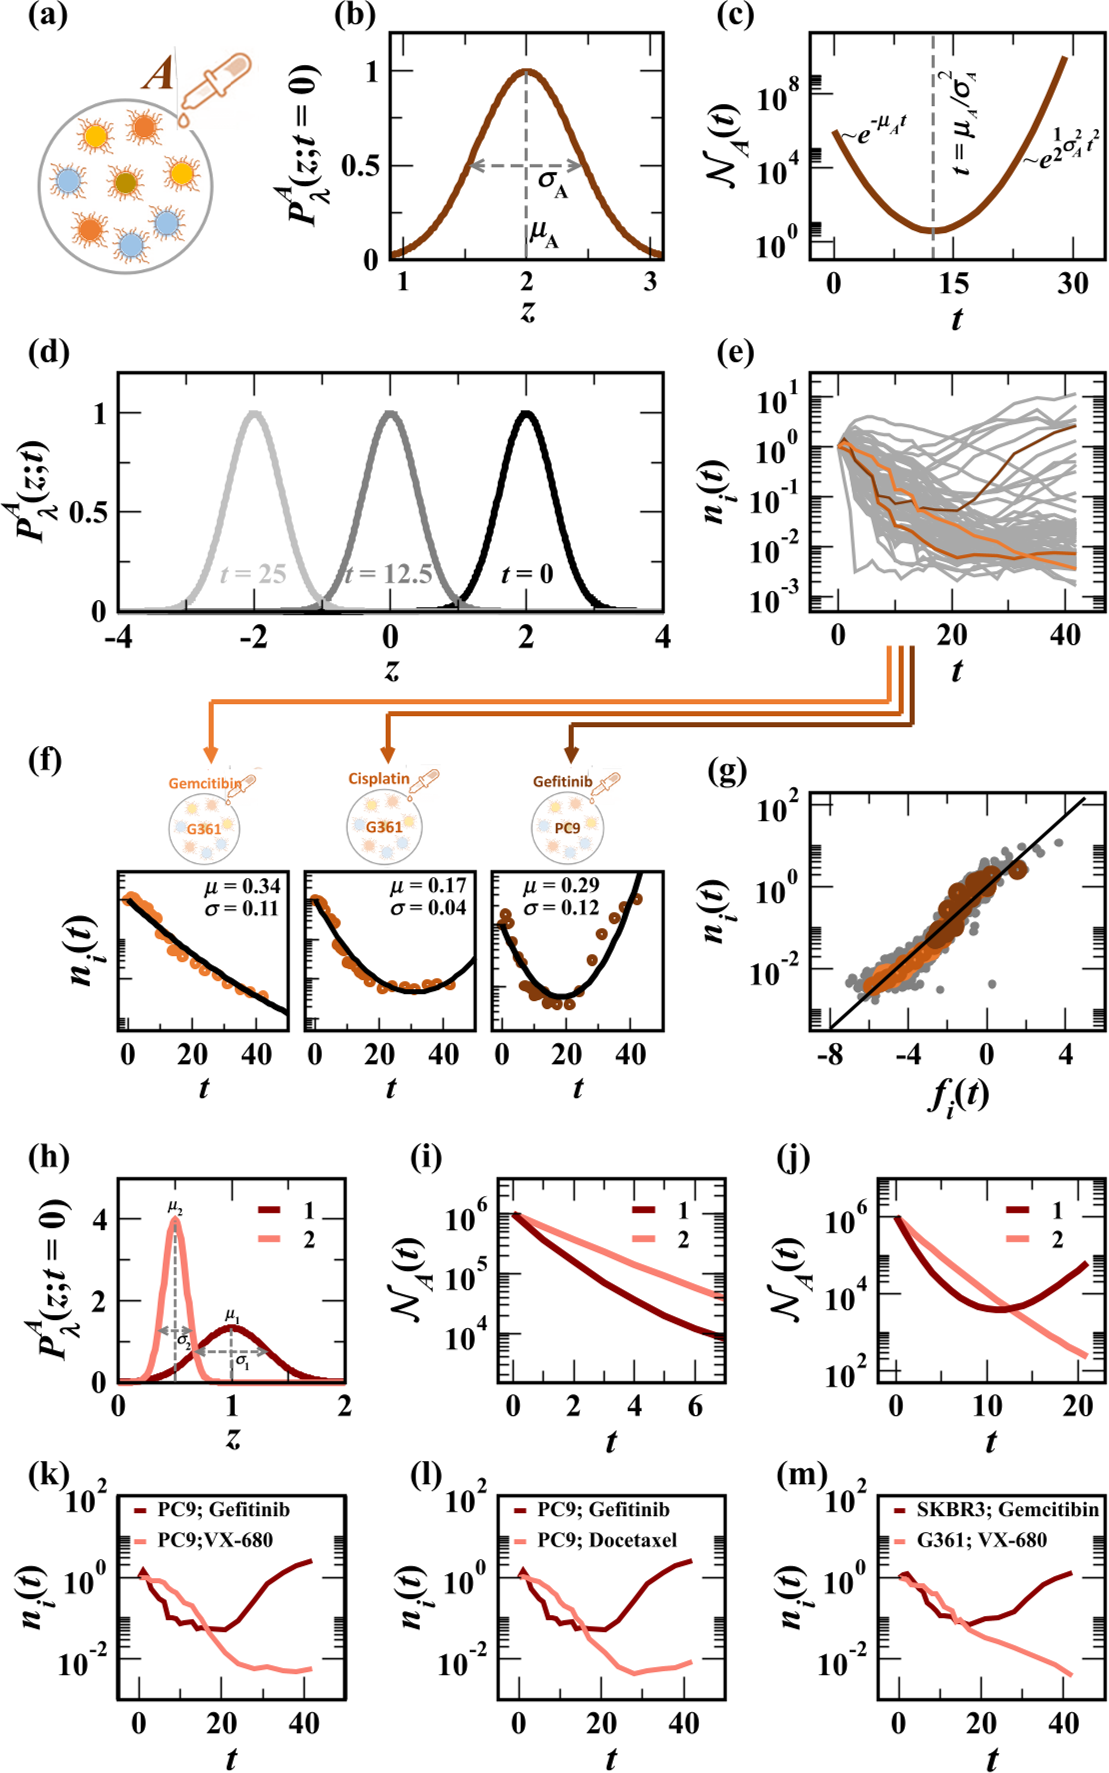 (a)
A
(b)
P_λ^A(z;t = 0)
1
0.5
0
σ_A
μ_A
1
2
3
z
(c)
𝒩_A(t)
10^8
10^4
10^0
~e^{-μ_A t}
t = μ_A/σ_A^2
~e^{1/2 σ_A^2 t^2}
0
15
30
t
(d)
P_λ^A(z;t)
1
0.5
0
t = 25
t = 12.5
t = 0
-4
-2
0
2
4
z
(e)
n_i(t)
10^1
10^0
10^-1
10^-2
10^-3
0
20
40
t
(f)
Gemcitibin
G361
Cisplatin
G361
Gefitinib
PC9
n_i(t)
μ = 0.34
σ = 0.11
μ = 0.17
σ = 0.04
μ = 0.29
σ = 0.12
0 20 40
0 20 40
0 20 40
t
t
t
(g)
n_i(t)
10^2
10^0
10^-2
-8
-4
0
4
f_i(t)
(h)
P_λ^A(z;t = 0)
4
2
0
μ_2
σ_2
μ_1
σ_1
1
2
0
1
2
z
(i)
𝒩_A(t)
10^6
10^5
10^4
1
2
0
2
4
6
t
(j)
𝒩_A(t)
10^6
10^4
10^2
1
2
0
10
20
t
(k)
n_i(t)
10^2
10^0
10^-2
PC9; Gefitinib
PC9;VX-680
0
20
40
t
(l)
n_i(t)
10^2
10^0
10^-2
PC9; Gefitinib
PC9; Docetaxel
0
20
40
t
(m)
n_i(t)
10^2
10^0
10^-2
SKBR3; Gemcitibin
G361; VX-680
0
20
40
t